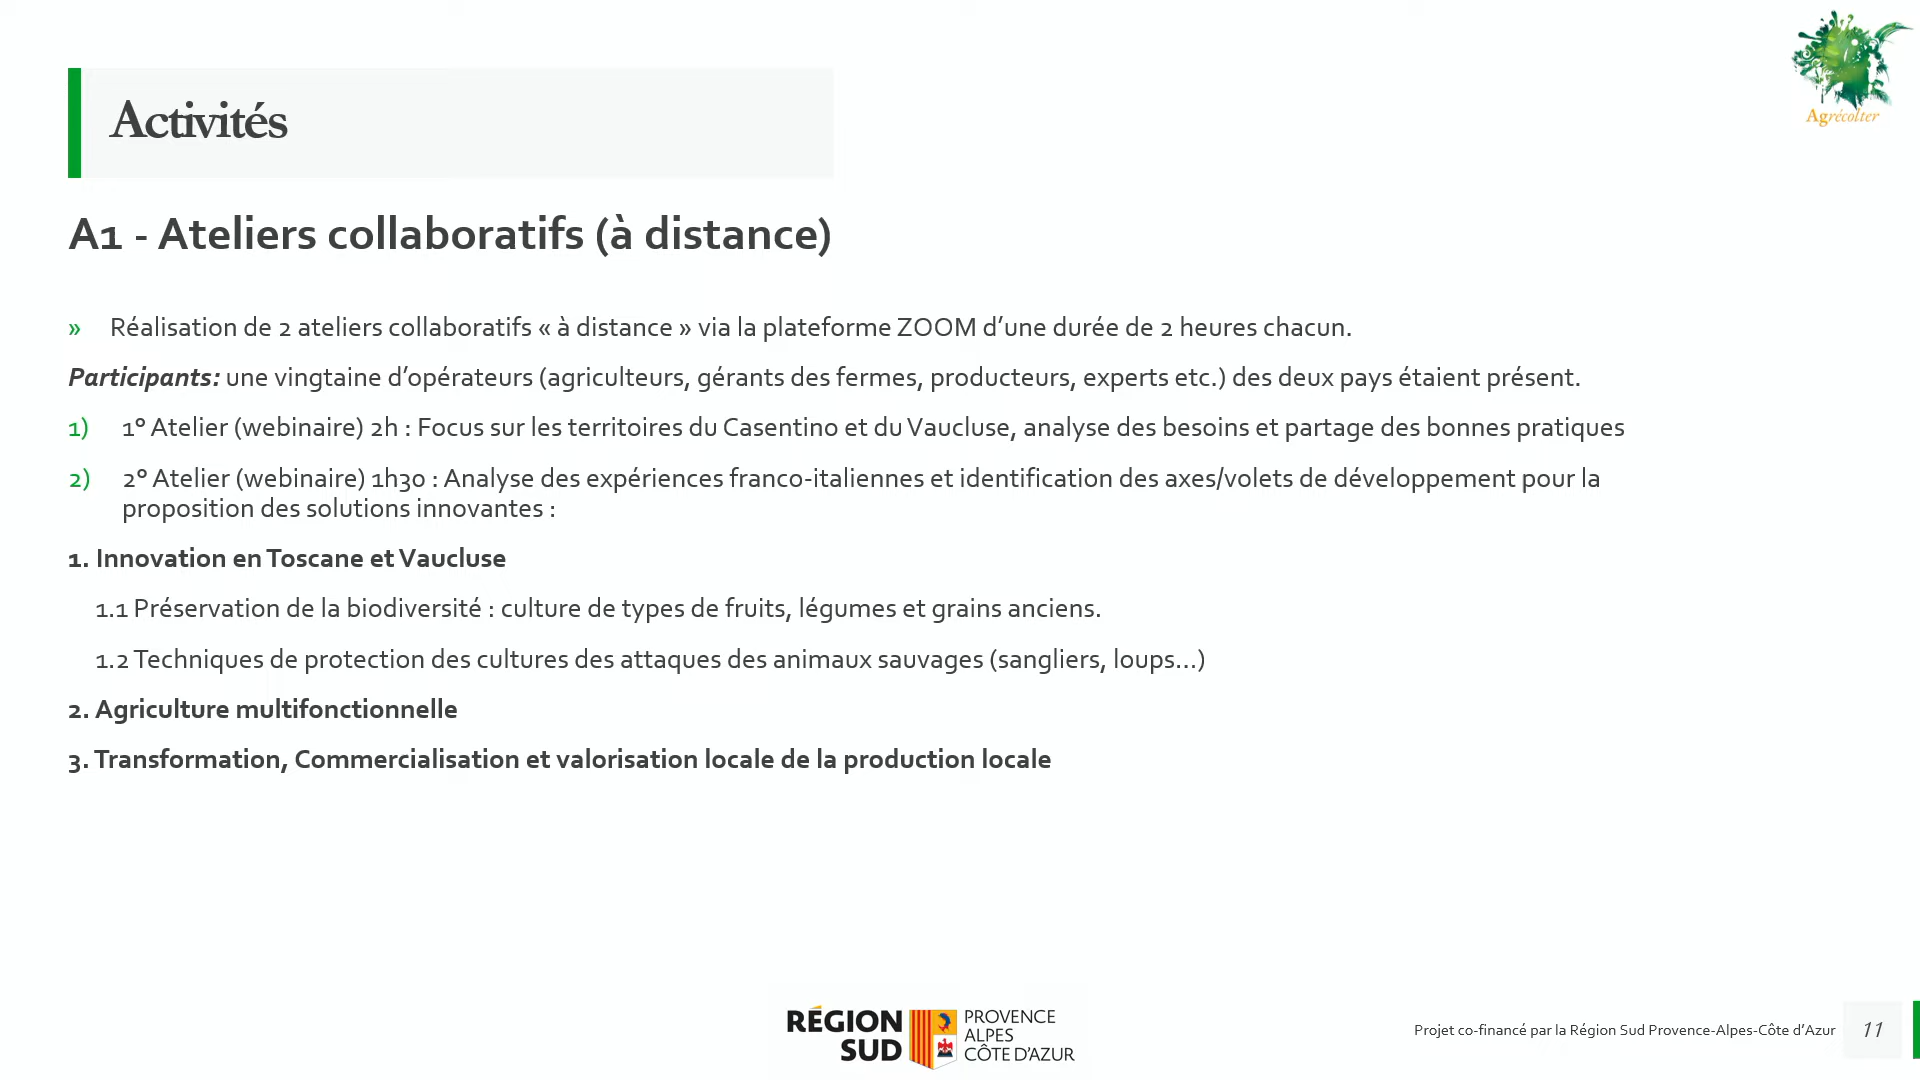 Agrécolter
Activités
A1 - Ateliers collaboratifs (à distance)
» Réalisation de 2 ateliers collaboratifs « à distance » via la plateforme ZOOM d’une durée de 2 heures chacun.
Participants: une vingtaine d’opérateurs (agriculteurs, gérants des fermes, producteurs, experts etc.) des deux pays étaient présent.
1) 1° Atelier (webinaire) 2h : Focus sur les territoires du Casentino et du Vaucluse, analyse des besoins et partage des bonnes pratiques
2) 2° Atelier (webinaire) 1h30 : Analyse des expériences franco-italiennes et identification des axes/volets de développement pour la
proposition des solutions innovantes :
1. Innovation en Toscane et Vaucluse
1.1 Préservation de la biodiversité : culture de types de fruits, légumes et grains anciens.
1.2 Techniques de protection des cultures des attaques des animaux sauvages (sangliers, loups...)
2. Agriculture multifonctionnelle
3. Transformation, Commercialisation et valorisation locale de la production locale
RÉGION
SUD
PROVENCE
ALPES
CÔTE D’AZUR
Projet co-financé par la Région Sud Provence-Alpes-Côte d’Azur
11